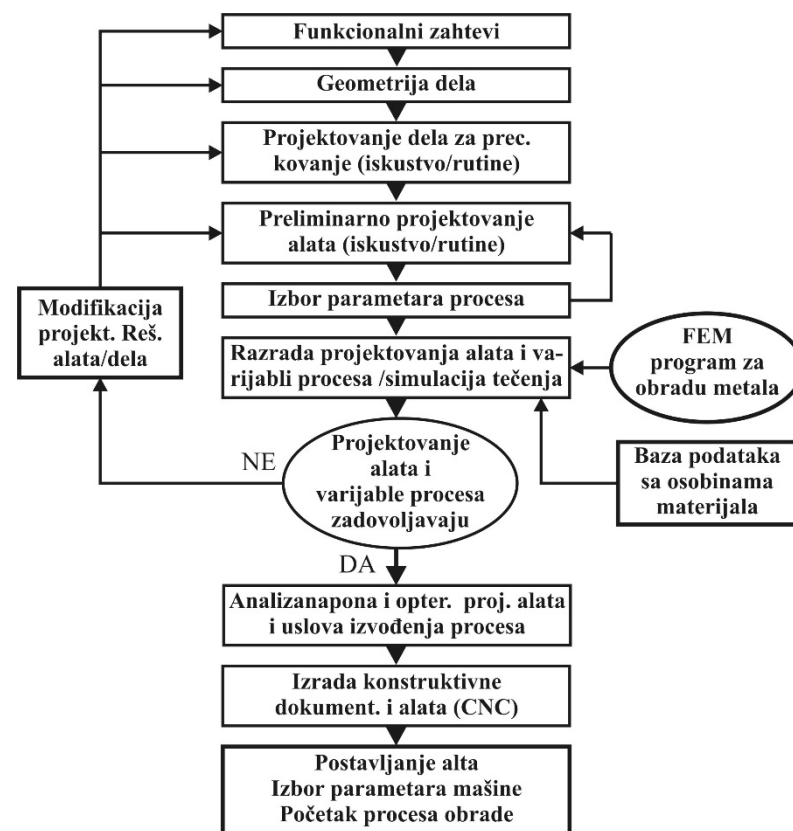 Funkcionalni zahtevi
Geometrija dela
Projektovanje dela za prec.
kovanje (iskustvo/rutine)
Preliminarno projektovanje
alata (iskustvo/rutine)
Izbor parametara procesa
Modifikacija
projekt. Reš.
alata/dela
Razrada projektovanja alata i va-
rijabli procesa /simulacija tečenja
FEM
program za
obradu metala
NE
Projektovanje
alata i
varijable procesa
zadovoljavaju
Baza podataka
sa osobinama
materijala
DA
Analizanapona i opter. proj. alata
i uslova izvođenja procesa
Izrada konstruktivne
dokument. i alata (CNC)
Postavljanje alta
Izbor parametara mašine
Početak procesa obrade